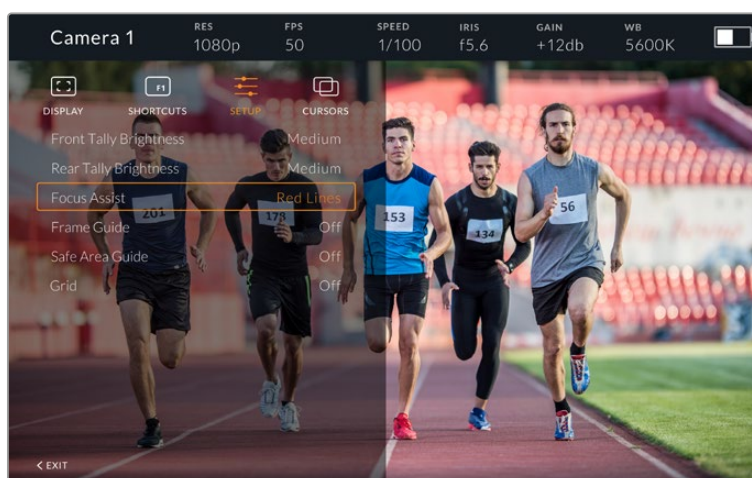 Camera 1
RES
1080p
FPS
50
SPEED
1/100
IRIS
f5.6
GAIN
+12db
WB
5600K
DISPLAY
F1
SHORTCUTS
SETUP
CURSORS
Front Tally Brightness Medium
Rear Tally Brightness Medium
Focus Assist Red Lines
Frame Guide Off
Safe Area Guide Off
Grid Off
201
178
153
134
56
< EXIT